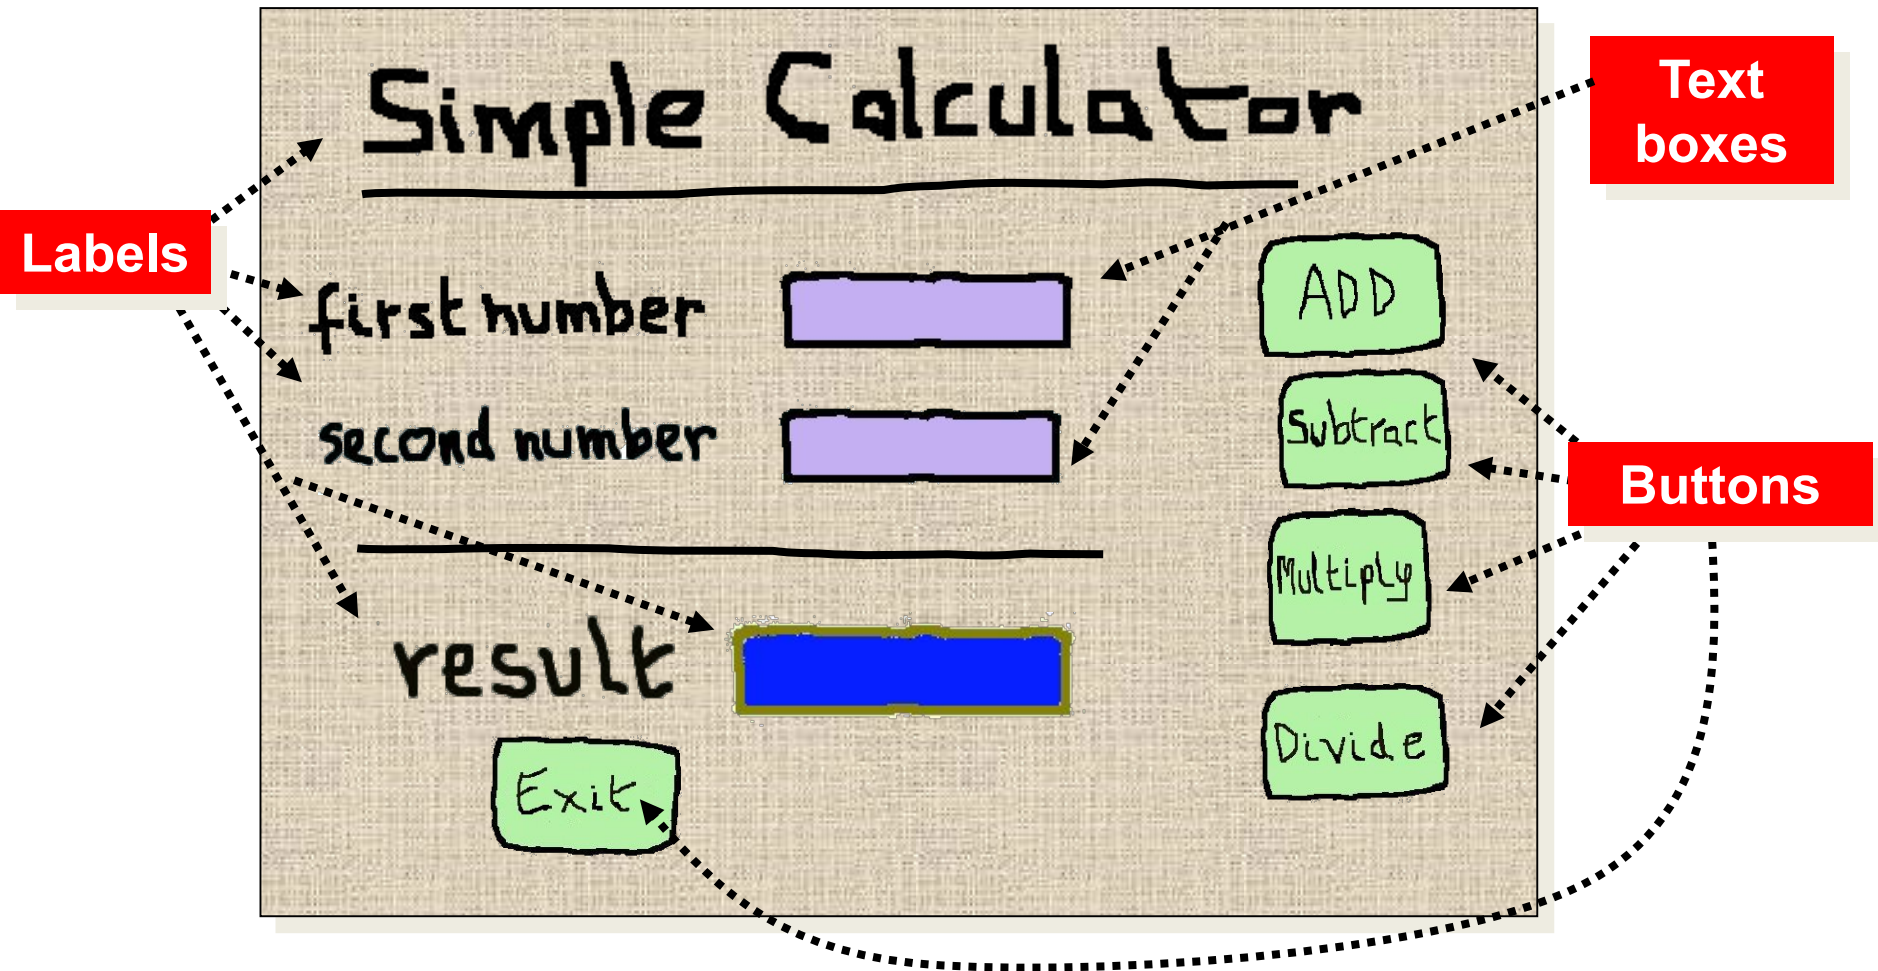 Simple Calculator
Text
boxes
Labels
first number
ADD
second number
Subtract
Buttons
Multiply
result
Divide
Exit